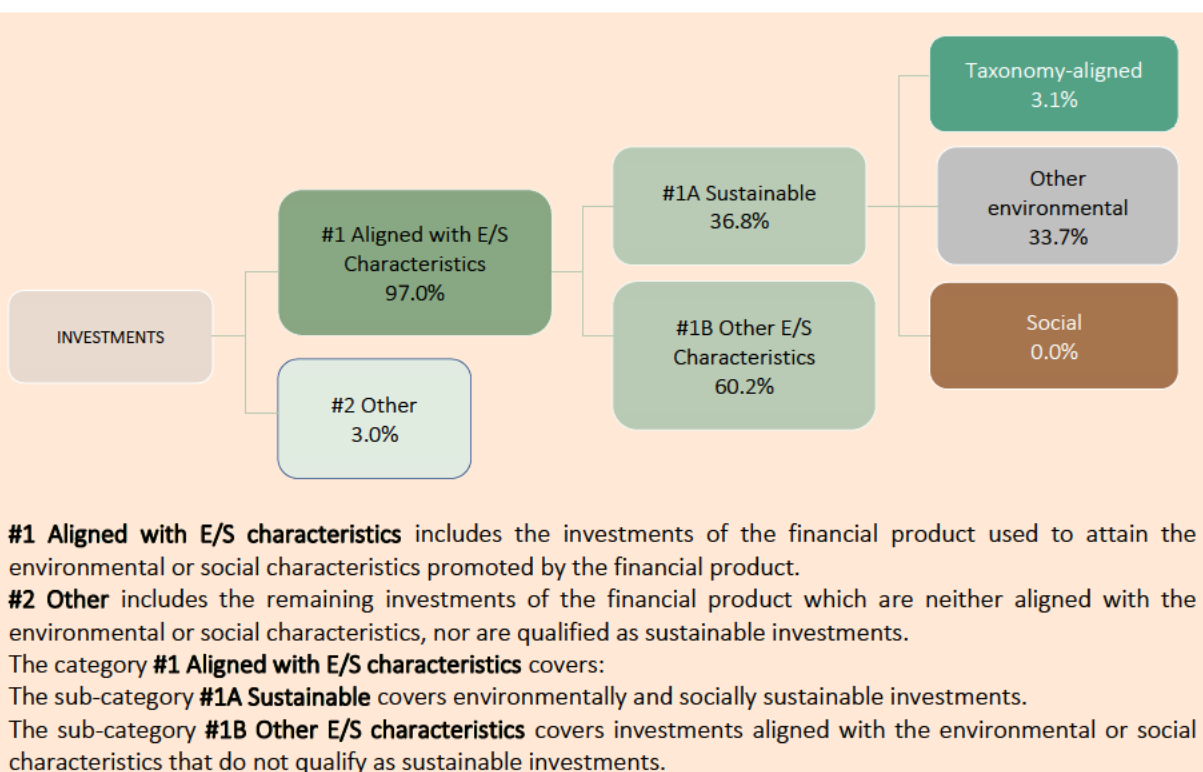 Taxonomy-aligned
3.1%
Other
environmental
33.7%
#1A Sustainable
36.8%
#1 Aligned with E/S
Characteristics
97.0%
INVESTMENTS
#1B Other E/S
Characteristics
60.2%
Social
0.0%
#2 Other
3.0%
#1 Aligned with E/S characteristics includes the investments of the financial product used to attain the
environmental or social characteristics promoted by the financial product.
#2 Other includes the remaining investments of the financial product which are neither aligned with the
environmental or social characteristics, nor are qualified as sustainable investments.
The category #1 Aligned with E/S characteristics covers:
The sub-category #1A Sustainable covers environmentally and socially sustainable investments.
The sub-category #1B Other E/S characteristics covers investments aligned with the environmental or social
characteristics that do not qualify as sustainable investments.